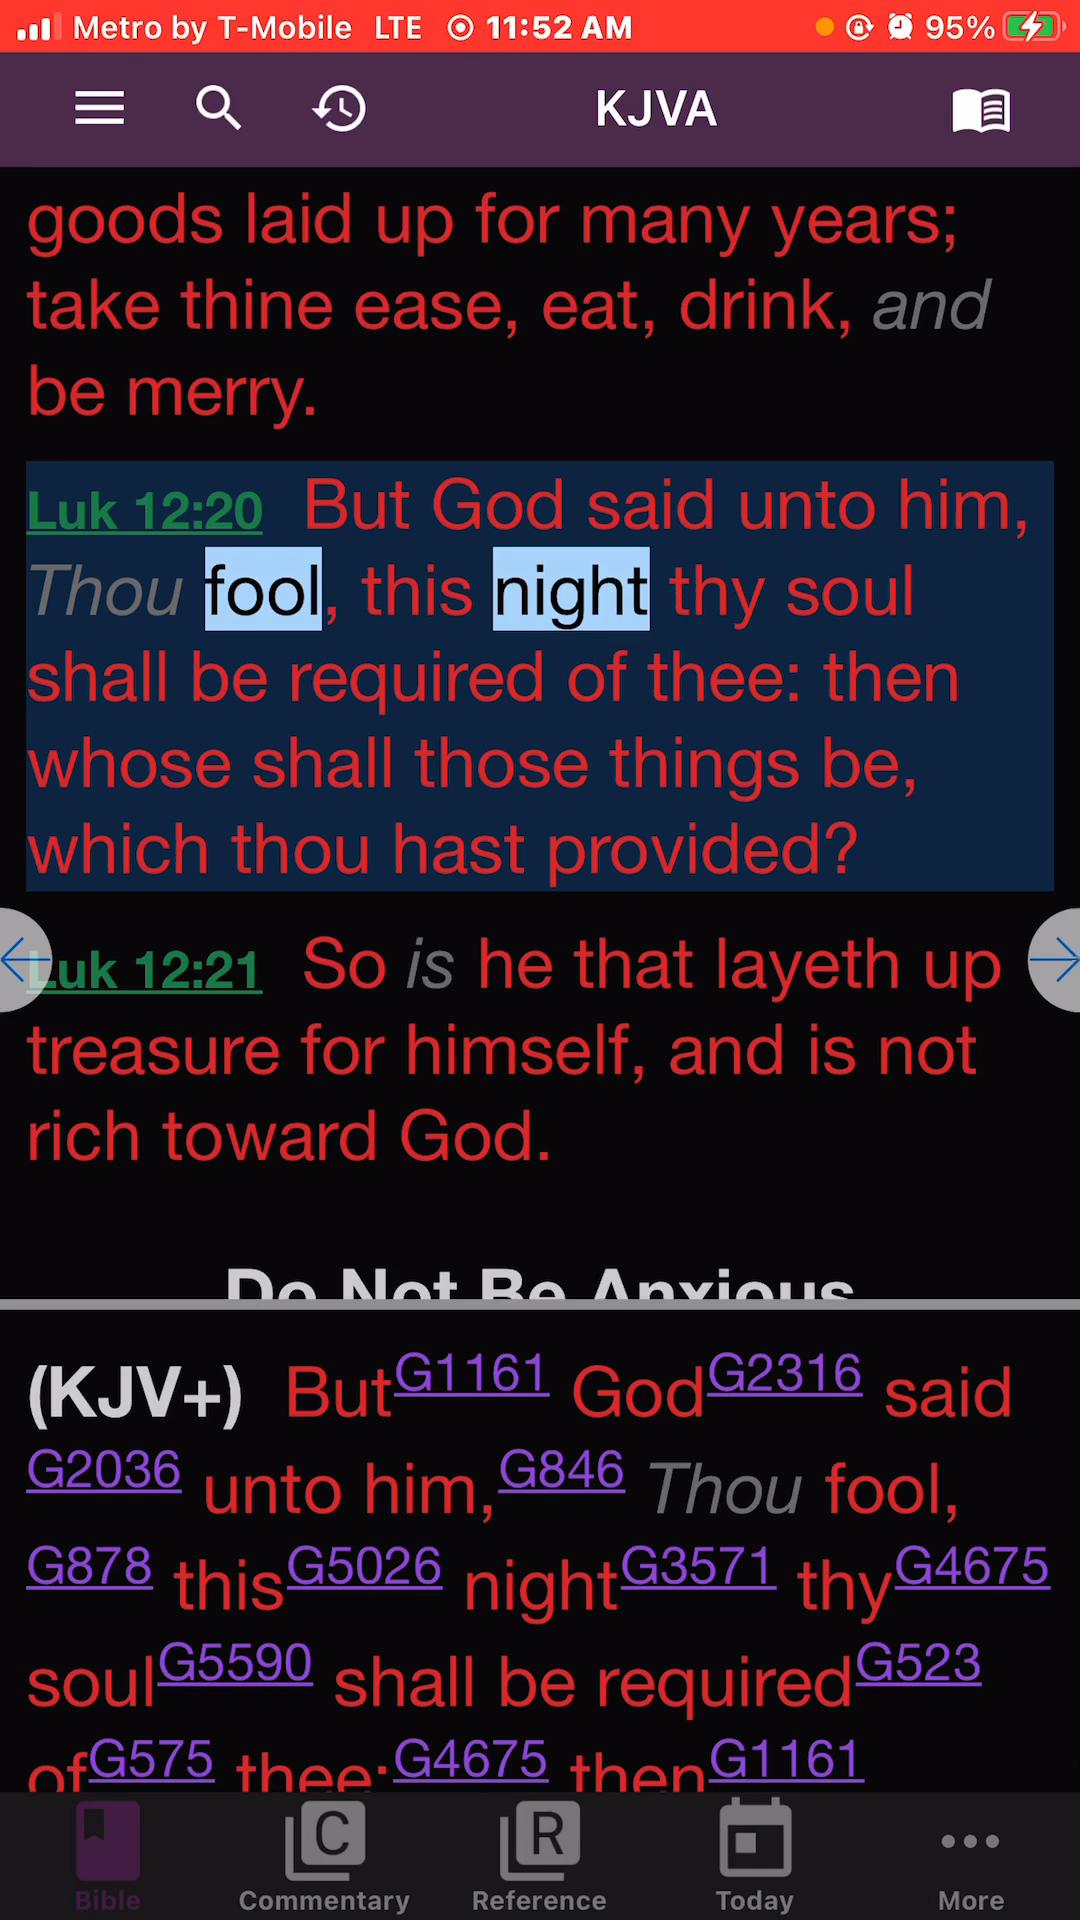 Metro by T-Mobile LTE 11:52 AM 95%
KJVA
goods laid up for many years;
take thine ease, eat, drink, and
be merry.
Luk 12:20 But God said unto him,
Thou fool, this night thy soul
shall be required of thee: then
whose shall those things be,
which thou hast provided?
Luk 12:21 So is he that layeth up
treasure for himself, and is not
rich toward God.
Do Not Be Anxious
(KJV+) ButG1161 GodG2316 said
G2036 unto him,G846 Thou fool,
G878 thisG5026 nightG3571 thyG4675
soulG5590 shall be requiredG523
ofG575 thee:G4675 thenG1161
C R
Bible Commentary Reference Today More